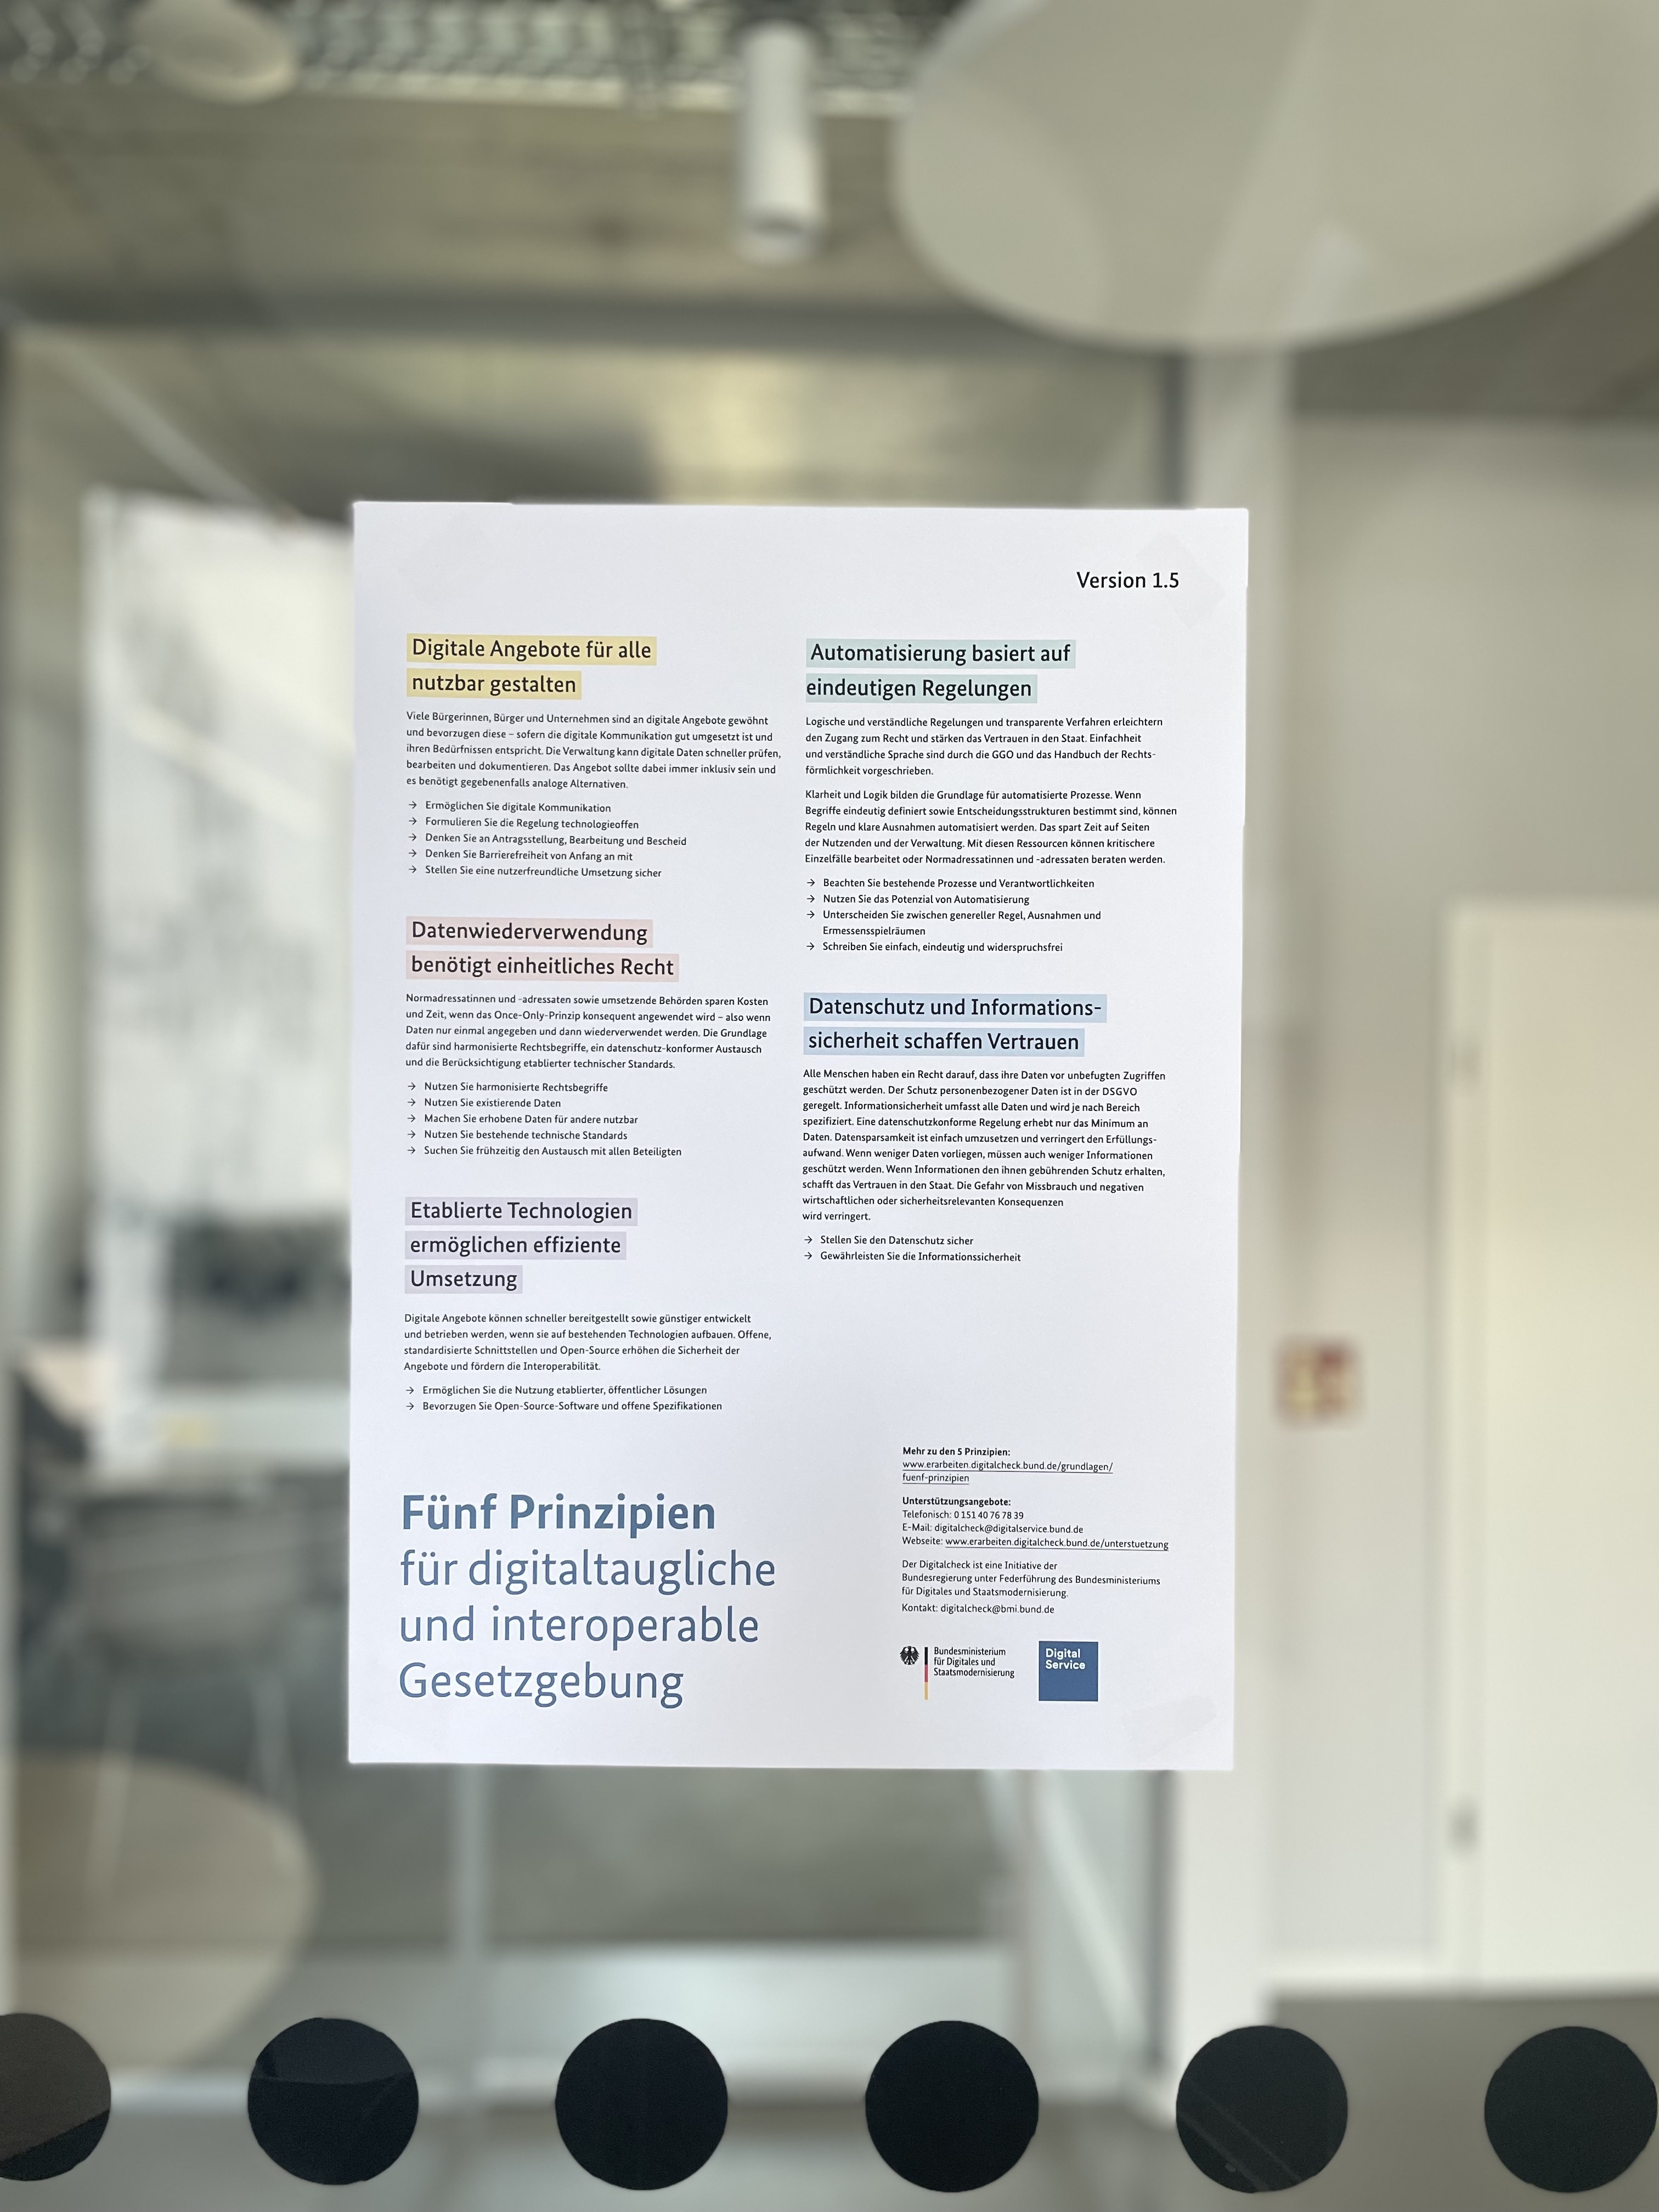 Version 1.5
Digitale Angebote für alle
nutzbar gestalten
Viele Bürgerinnen, Bürger und Unternehmen sind an digitale Angebote gewöhnt
und bevorzugen diese – sofern die digitale Kommunikation gut umgesetzt ist und
ihren Bedürfnissen entspricht. Die Verwaltung kann digitale Daten schneller prüfen,
bearbeiten und dokumentieren. Das Angebot sollte dabei immer inklusiv sein und
es benötigt gegebenenfalls analoge Alternativen.
→ Ermöglichen Sie digitale Kommunikation
→ Formulieren Sie die Regelung technologieoffen
→ Denken Sie an Antragsstellung, Bearbeitung und Bescheid
→ Denken Sie Barrierefreiheit von Anfang an mit
→ Stellen Sie eine nutzerfreundliche Umsetzung sicher
Datenwiederverwendung
benötigt einheitliches Recht
Normadressatinnen und -adressaten sowie umsetzende Behörden sparen Kosten
und Zeit, wenn das Once-Only-Prinzip konsequent angewendet wird – also wenn
Daten nur einmal angegeben und dann wiederverwendet werden. Die Grundlage
dafür sind harmonisierte Rechtsbegriffe, ein datenschutz-konformer Austausch
und die Berücksichtigung etablierter technischer Standards.
→ Nutzen Sie harmonisierte Rechtsbegriffe
→ Nutzen Sie existierende Daten
→ Machen Sie erhobene Daten für andere nutzbar
→ Nutzen Sie bestehende technische Standards
→ Suchen Sie frühzeitig den Austausch mit allen Beteiligten
Etablierte Technologien
ermöglichen effiziente
Umsetzung
Digitale Angebote können schneller bereitgestellt sowie günstiger entwickelt
und betrieben werden, wenn sie auf bestehenden Technologien aufbauen. Offene,
standardisierte Schnittstellen und Open-Source erhöhen die Sicherheit der
Angebote und fördern die Interoperabilität.
→ Ermöglichen Sie die Nutzung etablierter, öffentlicher Lösungen
→ Bevorzugen Sie Open-Source-Software und offene Spezifikationen
Automatisierung basiert auf
eindeutigen Regelungen
Logische und verständliche Regelungen und transparente Verfahren erleichtern
den Zugang zum Recht und stärken das Vertrauen in den Staat. Einfachheit
und verständliche Sprache sind durch die GGO und das Handbuch der Rechts-
förmlichkeit vorgeschrieben.
Klarheit und Logik bilden die Grundlage für automatisierte Prozesse. Wenn
Begriffe eindeutig definiert sowie Entscheidungsstrukturen bestimmt sind, können
Regeln und klare Ausnahmen automatisiert werden. Das spart Zeit auf Seiten
der Nutzenden und der Verwaltung. Mit diesen Ressourcen können kritischere
Einzelfälle bearbeitet oder Normadressatinnen und -adressaten beraten werden.
→ Beachten Sie bestehende Prozesse und Verantwortlichkeiten
→ Nutzen Sie das Potenzial von Automatisierung
→ Unterscheiden Sie zwischen genereller Regel, Ausnahmen und
Ermessensspielräumen
→ Schreiben Sie einfach, eindeutig und widerspruchsfrei
Datenschutz und Informations-
sicherheit schaffen Vertrauen
Alle Menschen haben ein Recht darauf, dass ihre Daten vor unbefugten Zugriffen
geschützt werden. Der Schutz personenbezogener Daten ist in der DSGVO
geregelt. Informationsicherheit umfasst alle Daten und wird je nach Bereich
spezifiziert. Eine datenschutzkonforme Regelung erhebt nur das Minimum an
Daten. Datensparsamkeit ist einfach umzusetzen und verringert den Erfüllungs-
aufwand. Wenn weniger Daten vorliegen, müssen auch weniger Informationen
geschützt werden. Wenn Informationen den ihnen gebührenden Schutz erhalten,
schafft das Vertrauen in den Staat. Die Gefahr von Missbrauch und negativen
wirtschaftlichen oder sicherheitsrelevanten Konsequenzen
wird verringert.
→ Stellen Sie den Datenschutz sicher
→ Gewährleisten Sie die Informationssicherheit
Fünf Prinzipien
für digitaltaugliche
und interoperable
Gesetzgebung
Mehr zu den 5 Prinzipien:
www.erarbeiten.digitalcheck.bund.de/grundlagen/
fuenf-prinzipien
Unterstützungsangebote:
Telefonisch: 0 151 40 76 78 39
E-Mail: digitalcheck@digitalservice.bund.de
Webseite: www.erarbeiten.digitalcheck.bund.de/unterstuetzung
Der Digitalcheck ist eine Initiative der
Bundesregierung unter Federführung des Bundesministeriums
für Digitales und Staatsmodernisierung.
Kontakt: digitalcheck@bmi.bund.de
Bundesministerium
für Digitales und
Staatsmodernisierung
Digital
Service